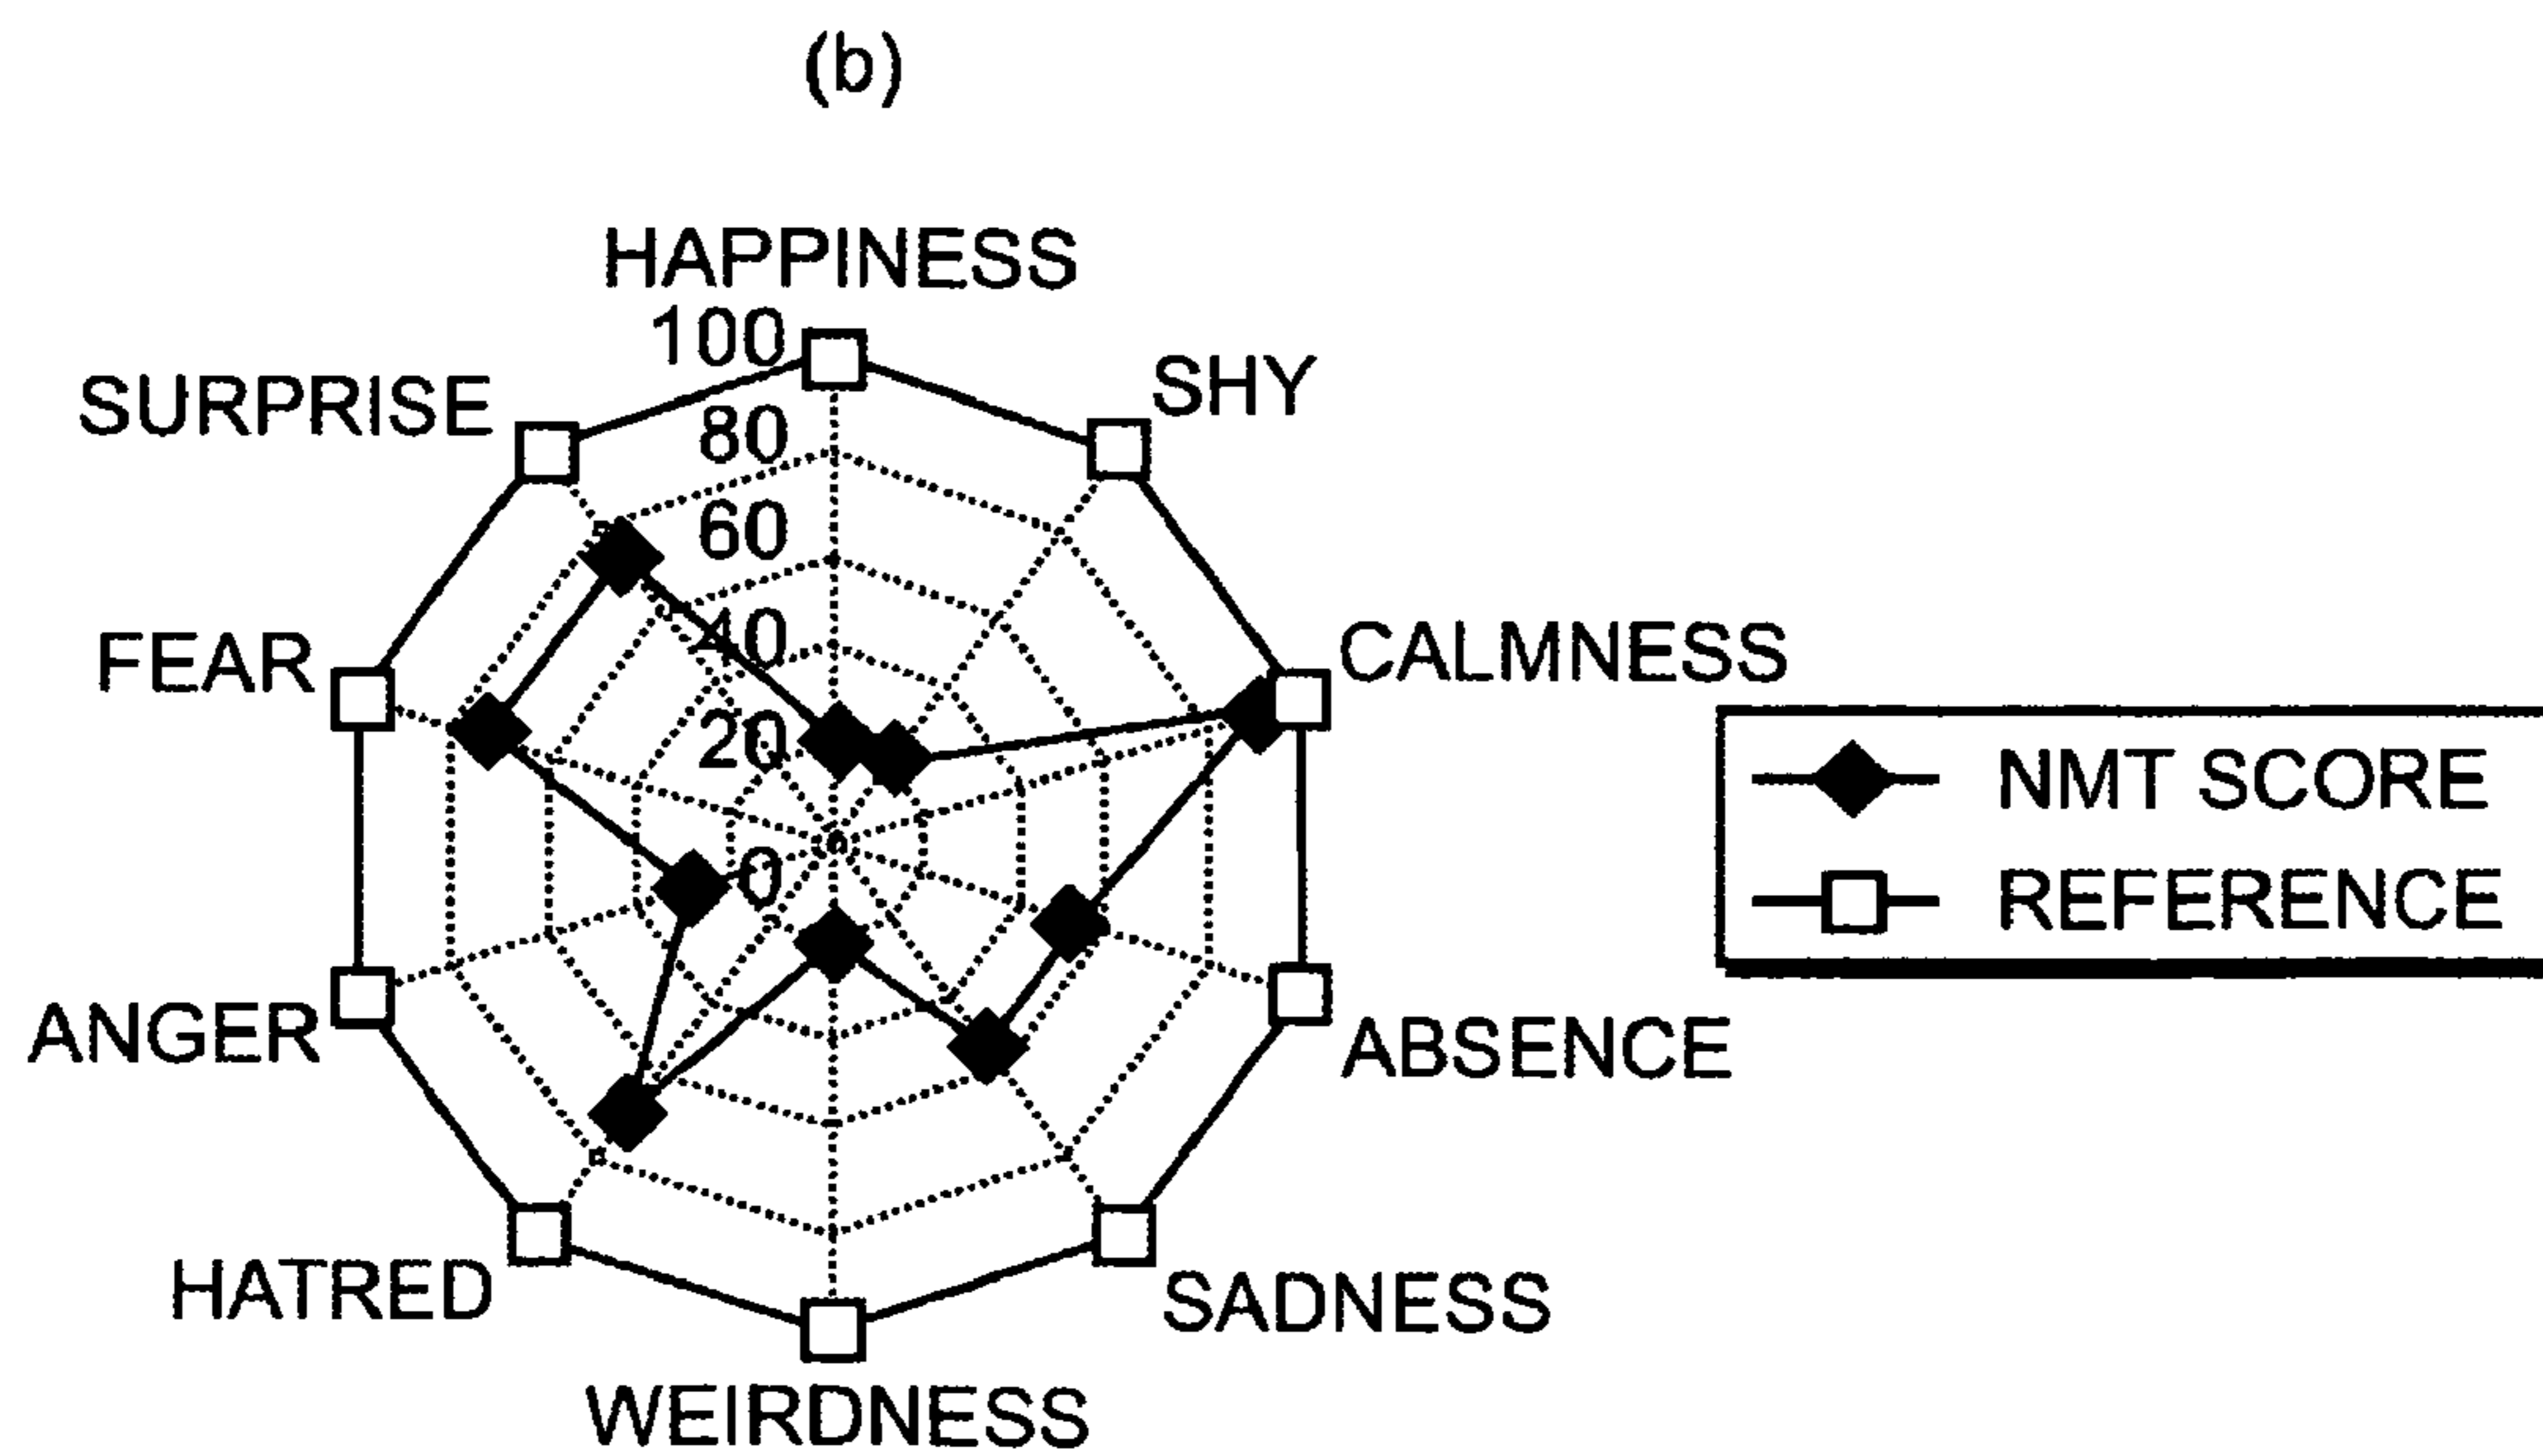 (b)
HAPPINESS
100
SHY
SURPRISE
80
60
CALMNESS
40
FEAR
20
NMT SCORE
0
REFERENCE
ANGER
ABSENCE
HATRED
SADNESS
WEIRDNESS